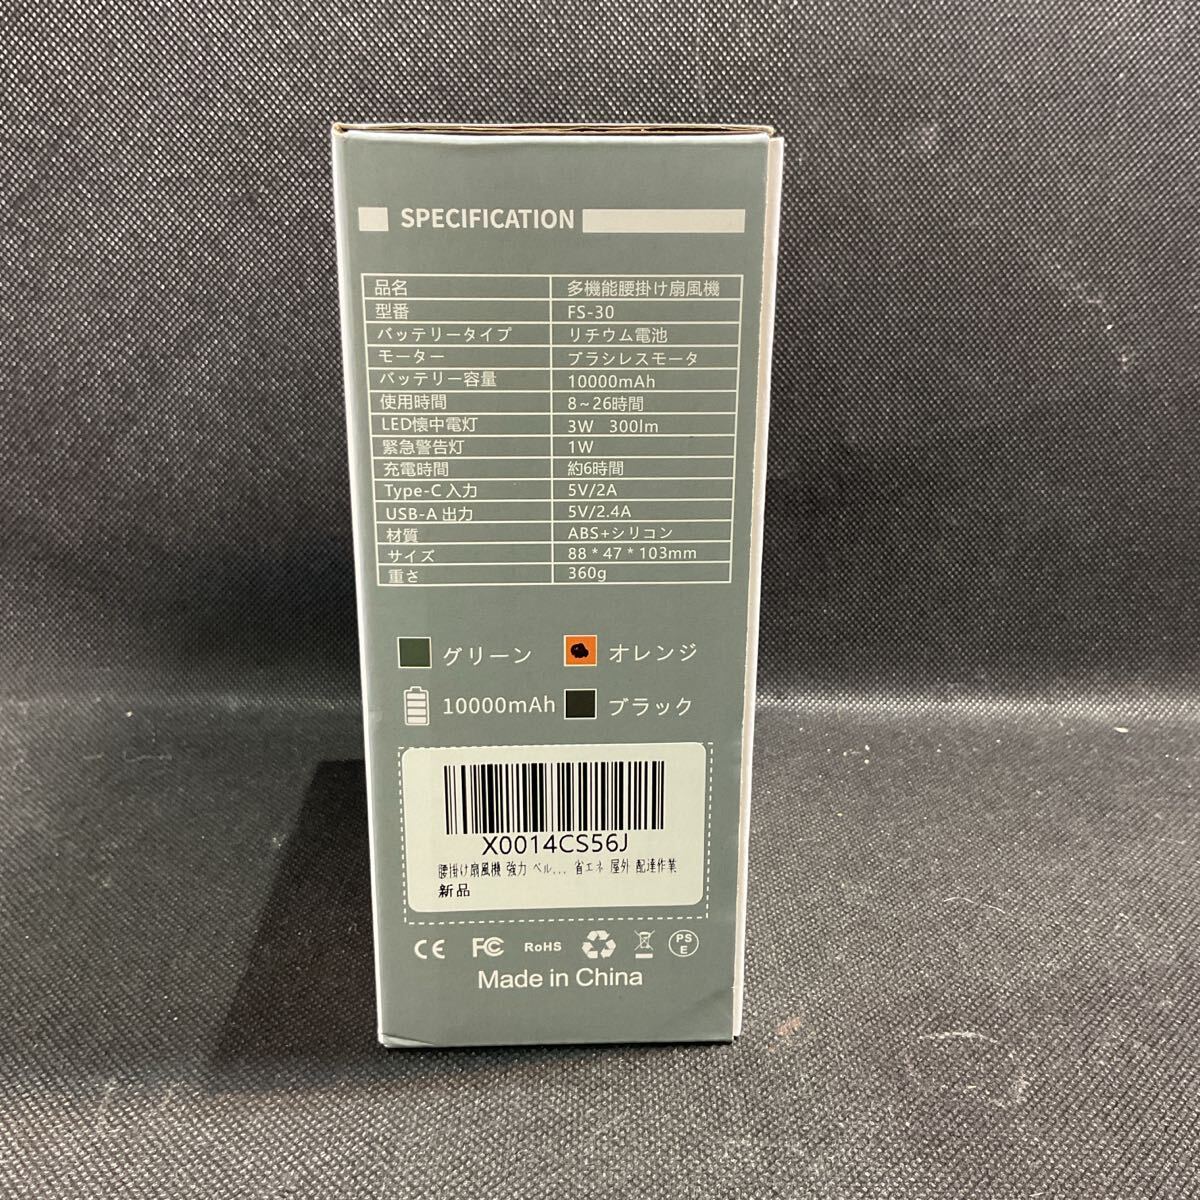 SPECIFICATION
品名 多機能腰掛け扇風機
型番 FS-30
バッテリータイプ リチウム電池
モーター ブラシレスモータ
バッテリー容量 10000mAh
使用時間 8~26時間
LED懐中電灯 3W 300lm
緊急警告灯 1W
充電時間 約6時間
Type-C 入力 5V/2A
USB-A 出力 5V/2.4A
材質 ABS+シリコン
サイズ 88 * 47 * 103mm
重さ 360g
グリーン オレンジ
10000mAh ブラック
X0014CS56J
腰掛け扇風機 強力 ベル... 省エネ 屋外 配達作業
新品
CE FC RoHS PSE
Made in China